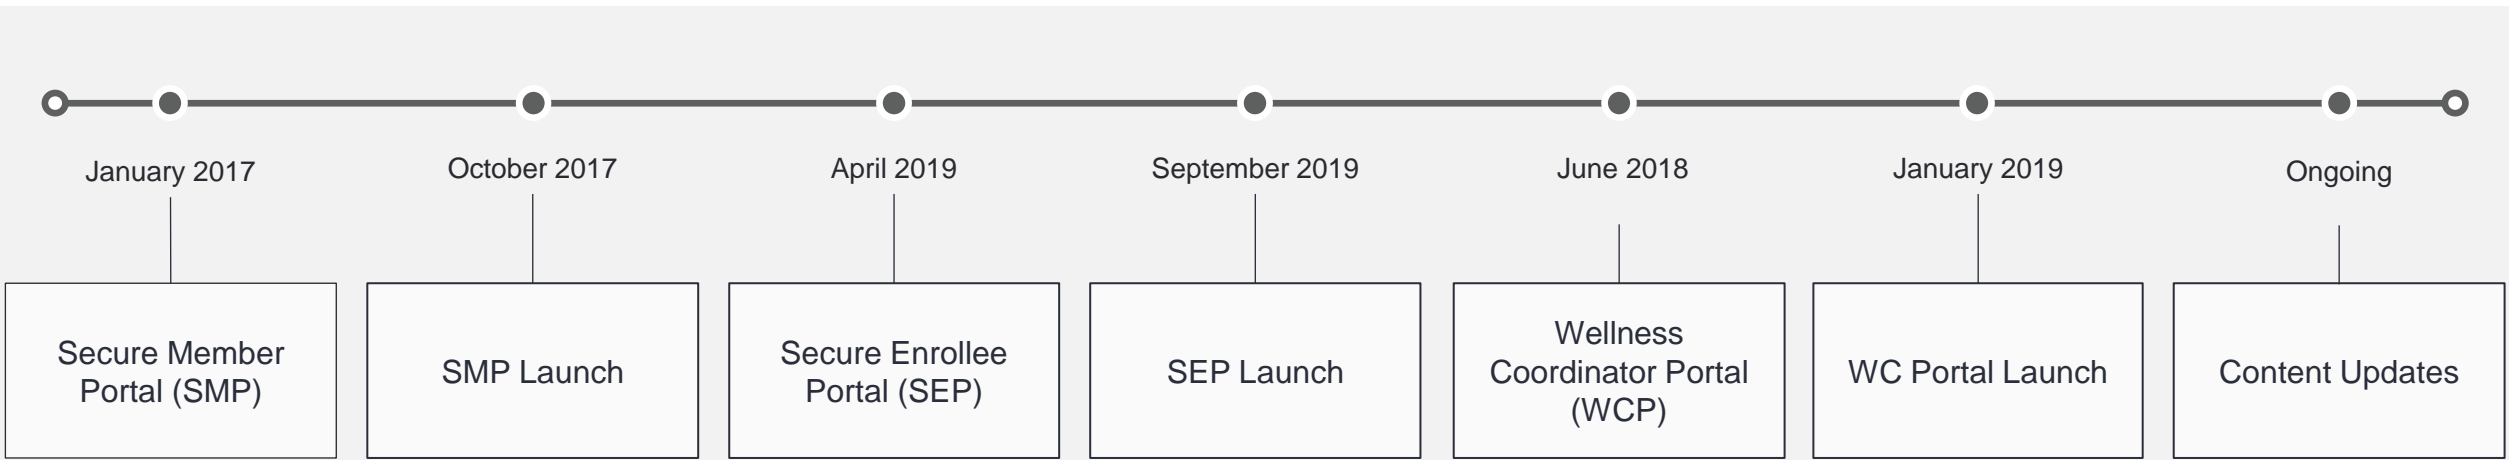 January 2017
October 2017
April 2019
September 2019
June 2018
January 2019
Ongoing
Secure Member
Portal (SMP)
SMP Launch
Secure Enrollee
Portal (SEP)
SEP Launch
Wellness
Coordinator Portal
(WCP)
WC Portal Launch
Content Updates